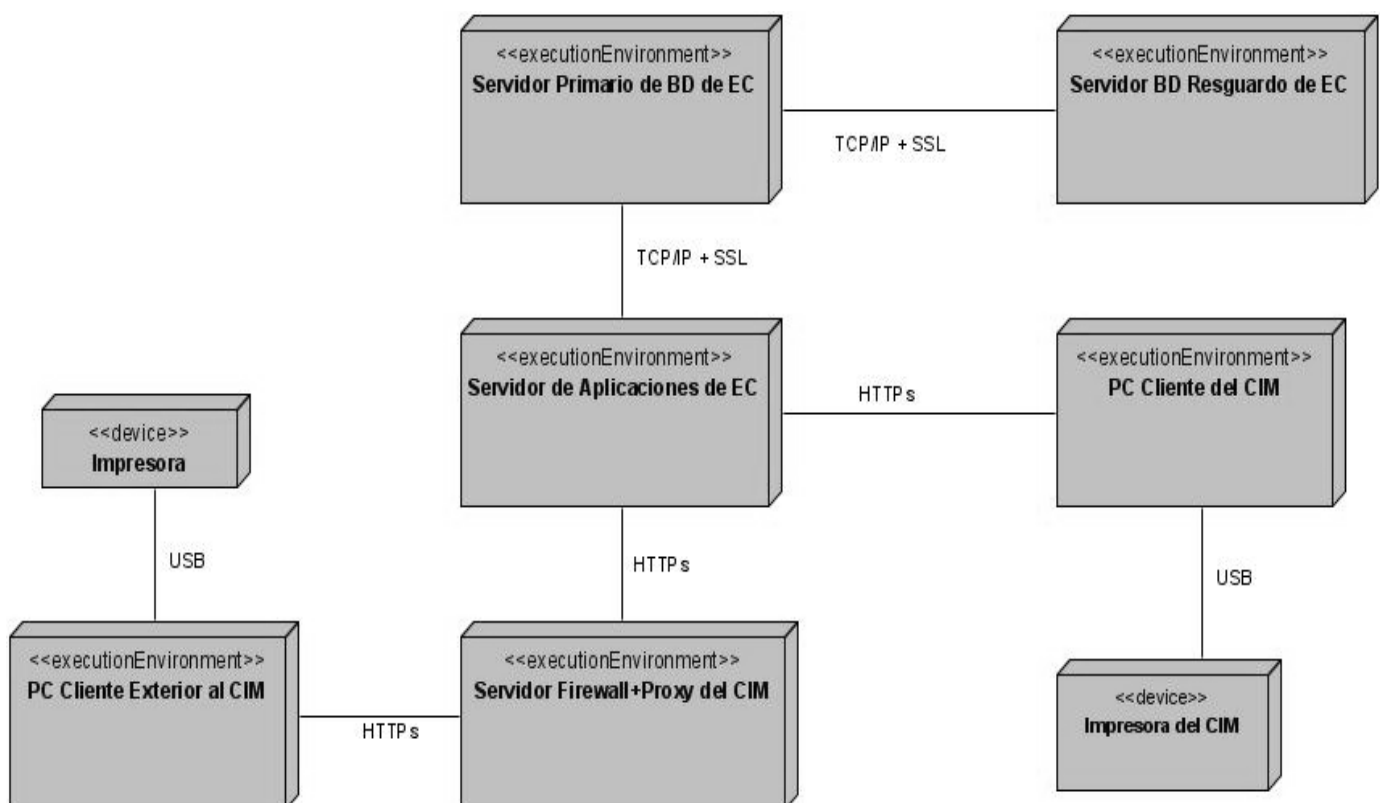 <<executionEnvironment>>
Servidor Primario de BD de EC
<<executionEnvironment>>
Servidor BD Resguardo de EC
TCP/IP + SSL
TCP/IP + SSL
<<executionEnvironment>>
Servidor de Aplicaciones de EC
<<executionEnvironment>>
PC Cliente del CIM
HTTPs
<<device>>
Impresora
USB
HTTPs
USB
<<executionEnvironment>>
PC Cliente Exterior al CIM
<<executionEnvironment>>
Servidor Firewall+Proxy del CIM
<<device>>
Impresora del CIM
HTTPs